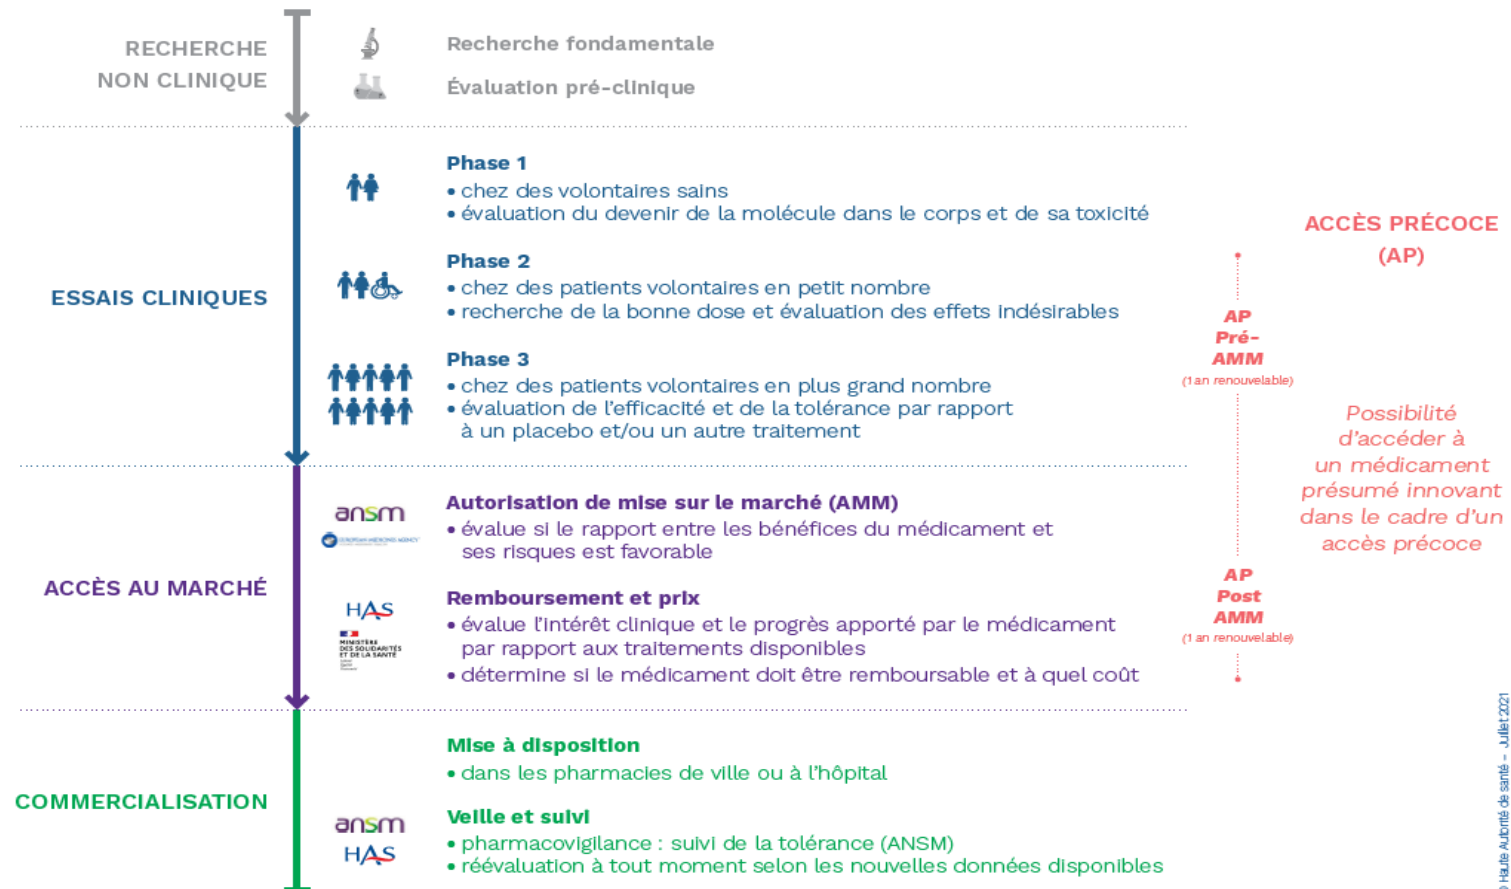 RECHERCHE
NON CLINIQUE
Recherche fondamentale
Évaluation pré-clinique
ESSAIS CLINIQUES
Phase 1
• chez des volontaires sains
• évaluation du devenir de la molécule dans le corps et de sa toxicité
Phase 2
• chez des patients volontaires en petit nombre
• recherche de la bonne dose et évaluation des effets indésirables
Phase 3
• chez des patients volontaires en plus grand nombre
• évaluation de l'efficacité et de la tolérance par rapport
à un placebo et/ou un autre traitement
ACCÈS AU MARCHÉ
ansm
EUROPEAN MEDICINES AGENCY
Autorisation de mise sur le marché (AMM)
• évalue si le rapport entre les bénéfices du médicament et
ses risques est favorable
HAS
MINISTÈRE
DES SOLIDARITÉS
ET DE LA SANTÉ
Remboursement et prix
• évalue l'intérêt clinique et le progrès apporté par le médicament
par rapport aux traitements disponibles
• détermine si le médicament doit être remboursable et à quel coût
COMMERCIALISATION
Mise à disposition
• dans les pharmacies de ville ou à l'hôpital
ansm
HAS
Veille et suivi
• pharmacovigilance : suivi de la tolérance (ANSM)
• réévaluation à tout moment selon les nouvelles données disponibles
ACCÈS PRÉCOCE
(AP)
AP
Pré-
AMM
(1 an renouvelable)
Possibilité
d'accéder à
un médicament
présumé innovant
dans le cadre d'un
accès précoce
AP
Post
AMM
(1 an renouvelable)
© Haute Autorité de santé – Juillet 2021